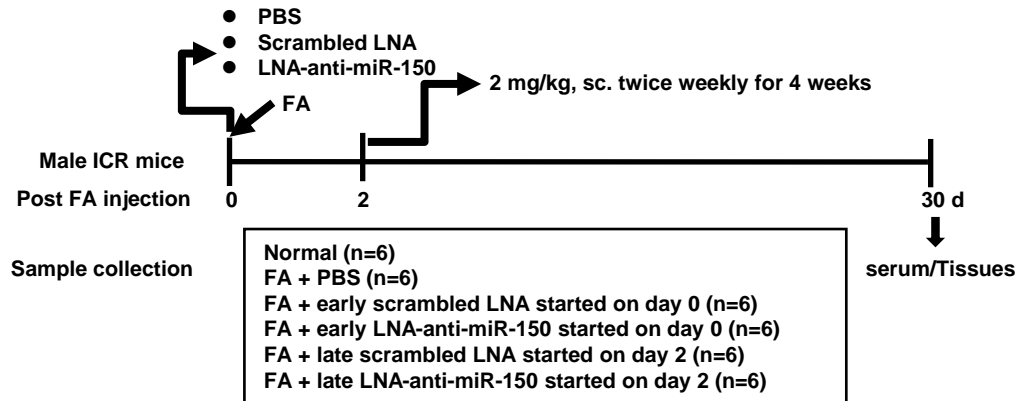 ● PBS
● Scrambled LNA
● LNA-anti-miR-150
2 mg/kg, sc. twice weekly for 4 weeks
FA
Male ICR mice
Post FA injection 0 2 30 d
Sample collection serum/Tissues
Normal (n=6)
FA + PBS (n=6)
FA + early scrambled LNA started on day 0 (n=6)
FA + early LNA-anti-miR-150 started on day 0 (n=6)
FA + late scrambled LNA started on day 2 (n=6)
FA + late LNA-anti-miR-150 started on day 2 (n=6)